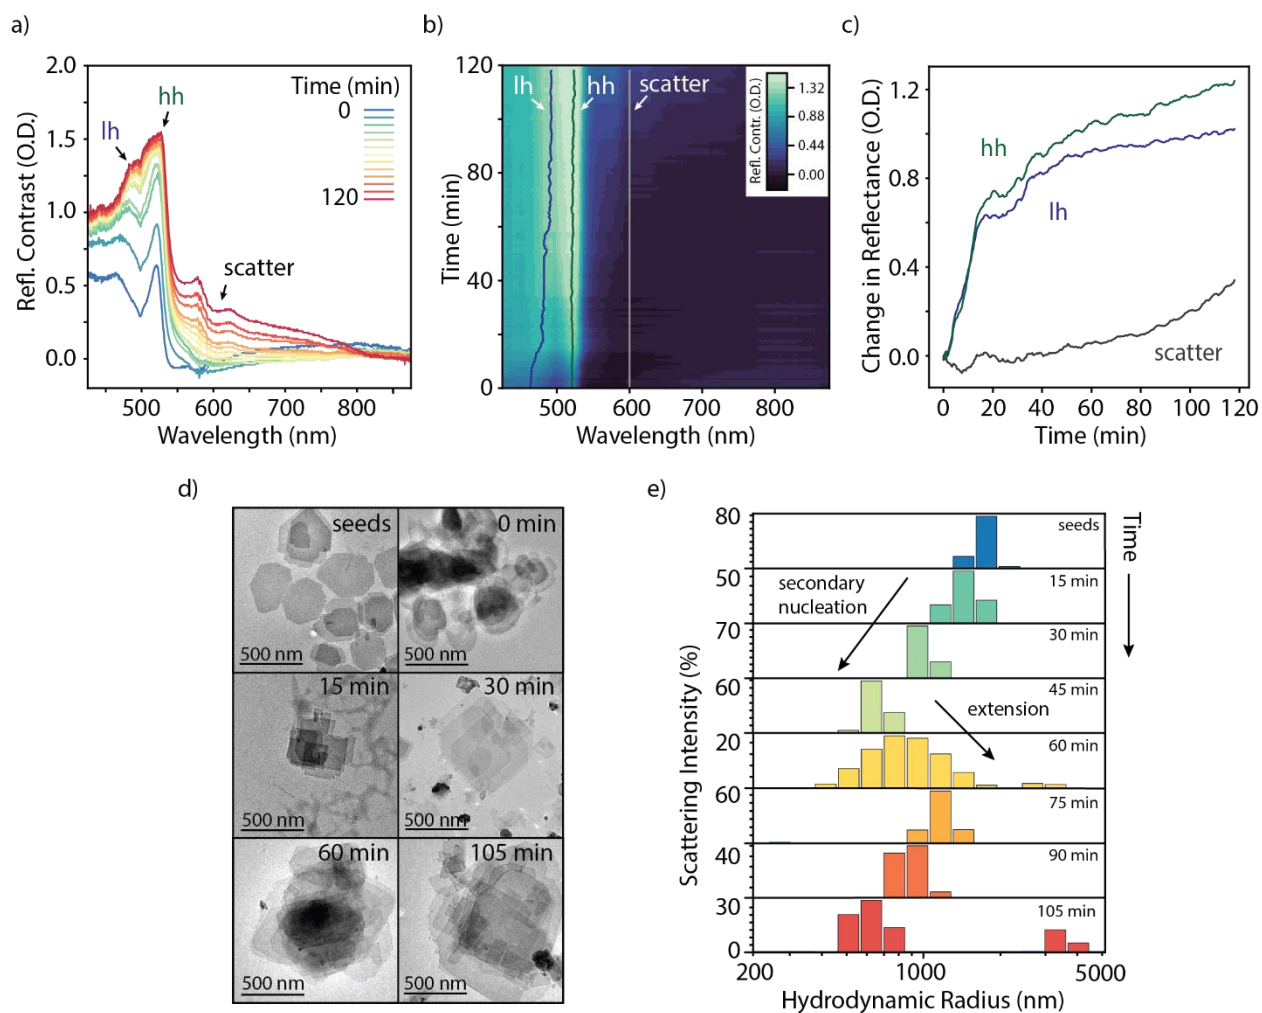 a)
2.0
1.5
1.0
0.5
0.0
Refl. Contrast (O.D.)
lh
hh
scatter
Time (min)
0
120
500 600 700 800
Wavelength (nm)
b)
120
80
40
0
Time (min)
lh
hh
scatter
Refl. Contr. (O.D.)
1.32
0.88
0.44
0.00
500 600 700 800
Wavelength (nm)
c)
1.2
0.8
0.4
0.0
Change in Reflectance (O.D.)
hh
lh
scatter
0 20 40 60 80 100 120
Time (min)
d)
seeds
500 nm
0 min
500 nm
15 min
500 nm
30 min
500 nm
60 min
500 nm
105 min
500 nm
e)
Scattering Intensity (%)
80
seeds
50
15 min
secondary
nucleation
70
30 min
60
45 min
extension
20
60 min
60
75 min
40
90 min
30
105 min
0
Time
200 1000 5000
Hydrodynamic Radius (nm)